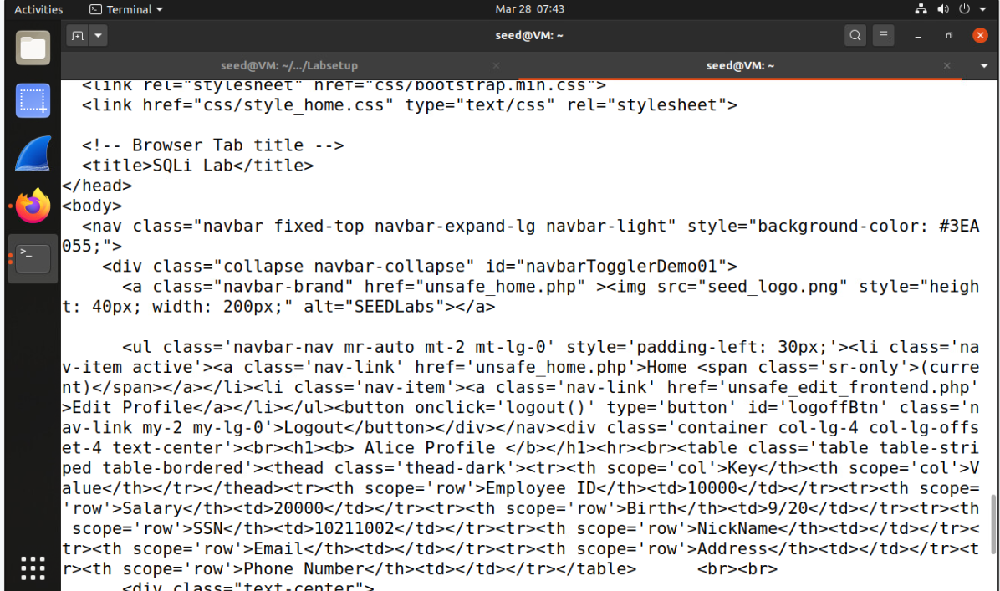 Activities Terminal Mar 28 07:43
seed@VM: ~
seed@VM: ~/.../Labsetup seed@VM: ~
  <link rel="stylesheet" href="css/bootstrap.min.css">
  <link href="css/style_home.css" type="text/css" rel="stylesheet">

  <!-- Browser Tab title -->
  <title>SQLi Lab</title>
</head>
<body>
  <nav class="navbar fixed-top navbar-expand-lg navbar-light" style="background-color: #3EA
055;">
    <div class="collapse navbar-collapse" id="navbarTogglerDemo01">
      <a class="navbar-brand" href="unsafe_home.php" ><img src="seed_logo.png" style="heigh
t: 40px; width: 200px;" alt="SEEDLabs"></a>

      <ul class='navbar-nav mr-auto mt-2 mt-lg-0' style='padding-left: 30px;'><li class='na
v-item active'><a class='nav-link' href='unsafe_home.php'>Home <span class='sr-only'>(curre
nt)</span></a></li><li class='nav-item'><a class='nav-link' href='unsafe_edit_frontend.php'
>Edit Profile</a></li></ul><button onclick='logout()' type='button' id='logoffBtn' class='n
av-link my-2 my-lg-0'>Logout</button></div></nav><div class='container col-lg-4 col-lg-offs
et-4 text-center'><br><h1><b> Alice Profile </b></h1><hr><br><table class='table table-stri
ped table-bordered'><thead class='thead-dark'><tr><th scope='col'>Key</th><th scope='col'>V
alue</th></tr></thead><tr><th scope='row'>Employee ID</th><td>10000</td></tr><tr><th scope=
'row'>Salary</th><td>20000</td></tr><tr><th scope='row'>Birth</th><td>9/20</td></tr><tr><th
 scope='row'>SSN</th><td>10211002</td></tr><tr><th scope='row'>NickName</th><td></td></tr><
tr><th scope='row'>Email</th><td></td></tr><tr><th scope='row'>Address</th><td></td></tr><t
r><th scope='row'>Phone Number</th><td></td></tr></table>      <br><br>
      <div class="text-center">